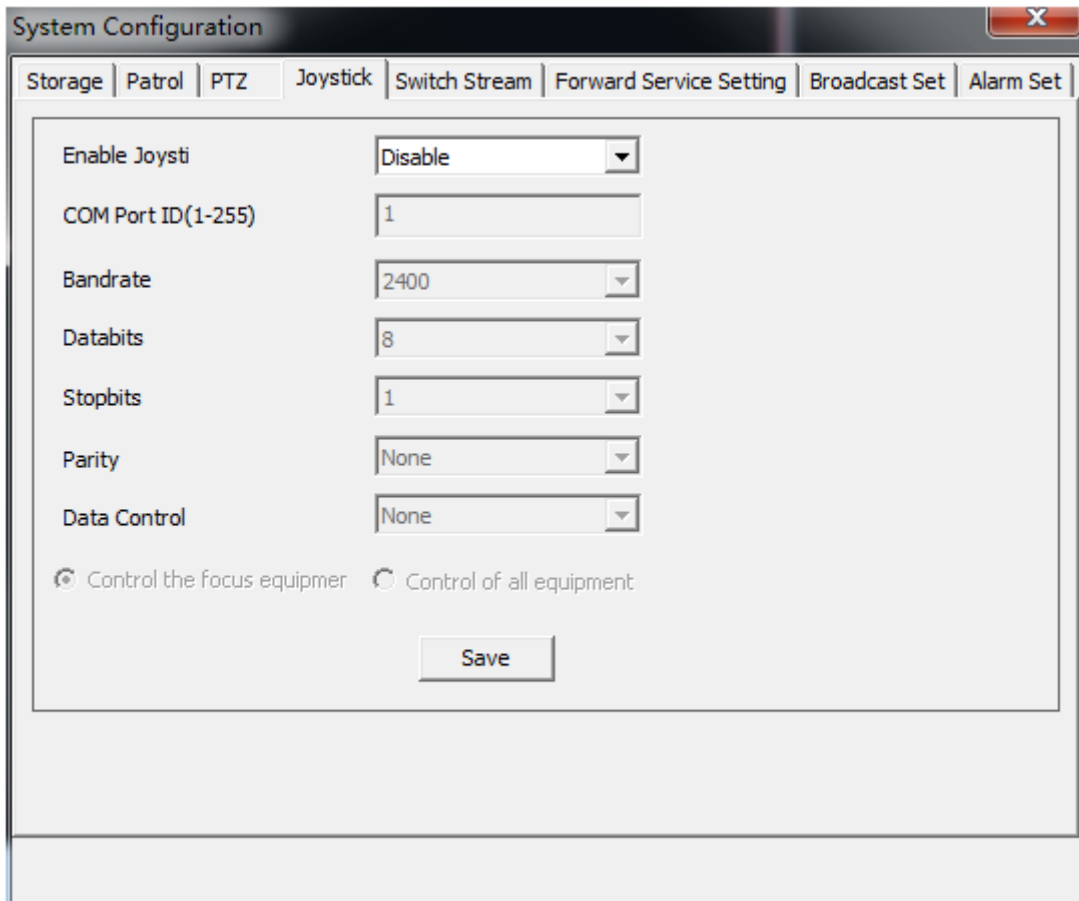 System Configuration
Storage Patrol PTZ Joystick Switch Stream Forward Service Setting Broadcast Set Alarm Set
Enable Joysti Disable
COM Port ID(1-255) 1
Bandrate 2400
Databits 8
Stopbits 1
Parity None
Data Control None
Control the focus equipmer Control of all equipment
Save